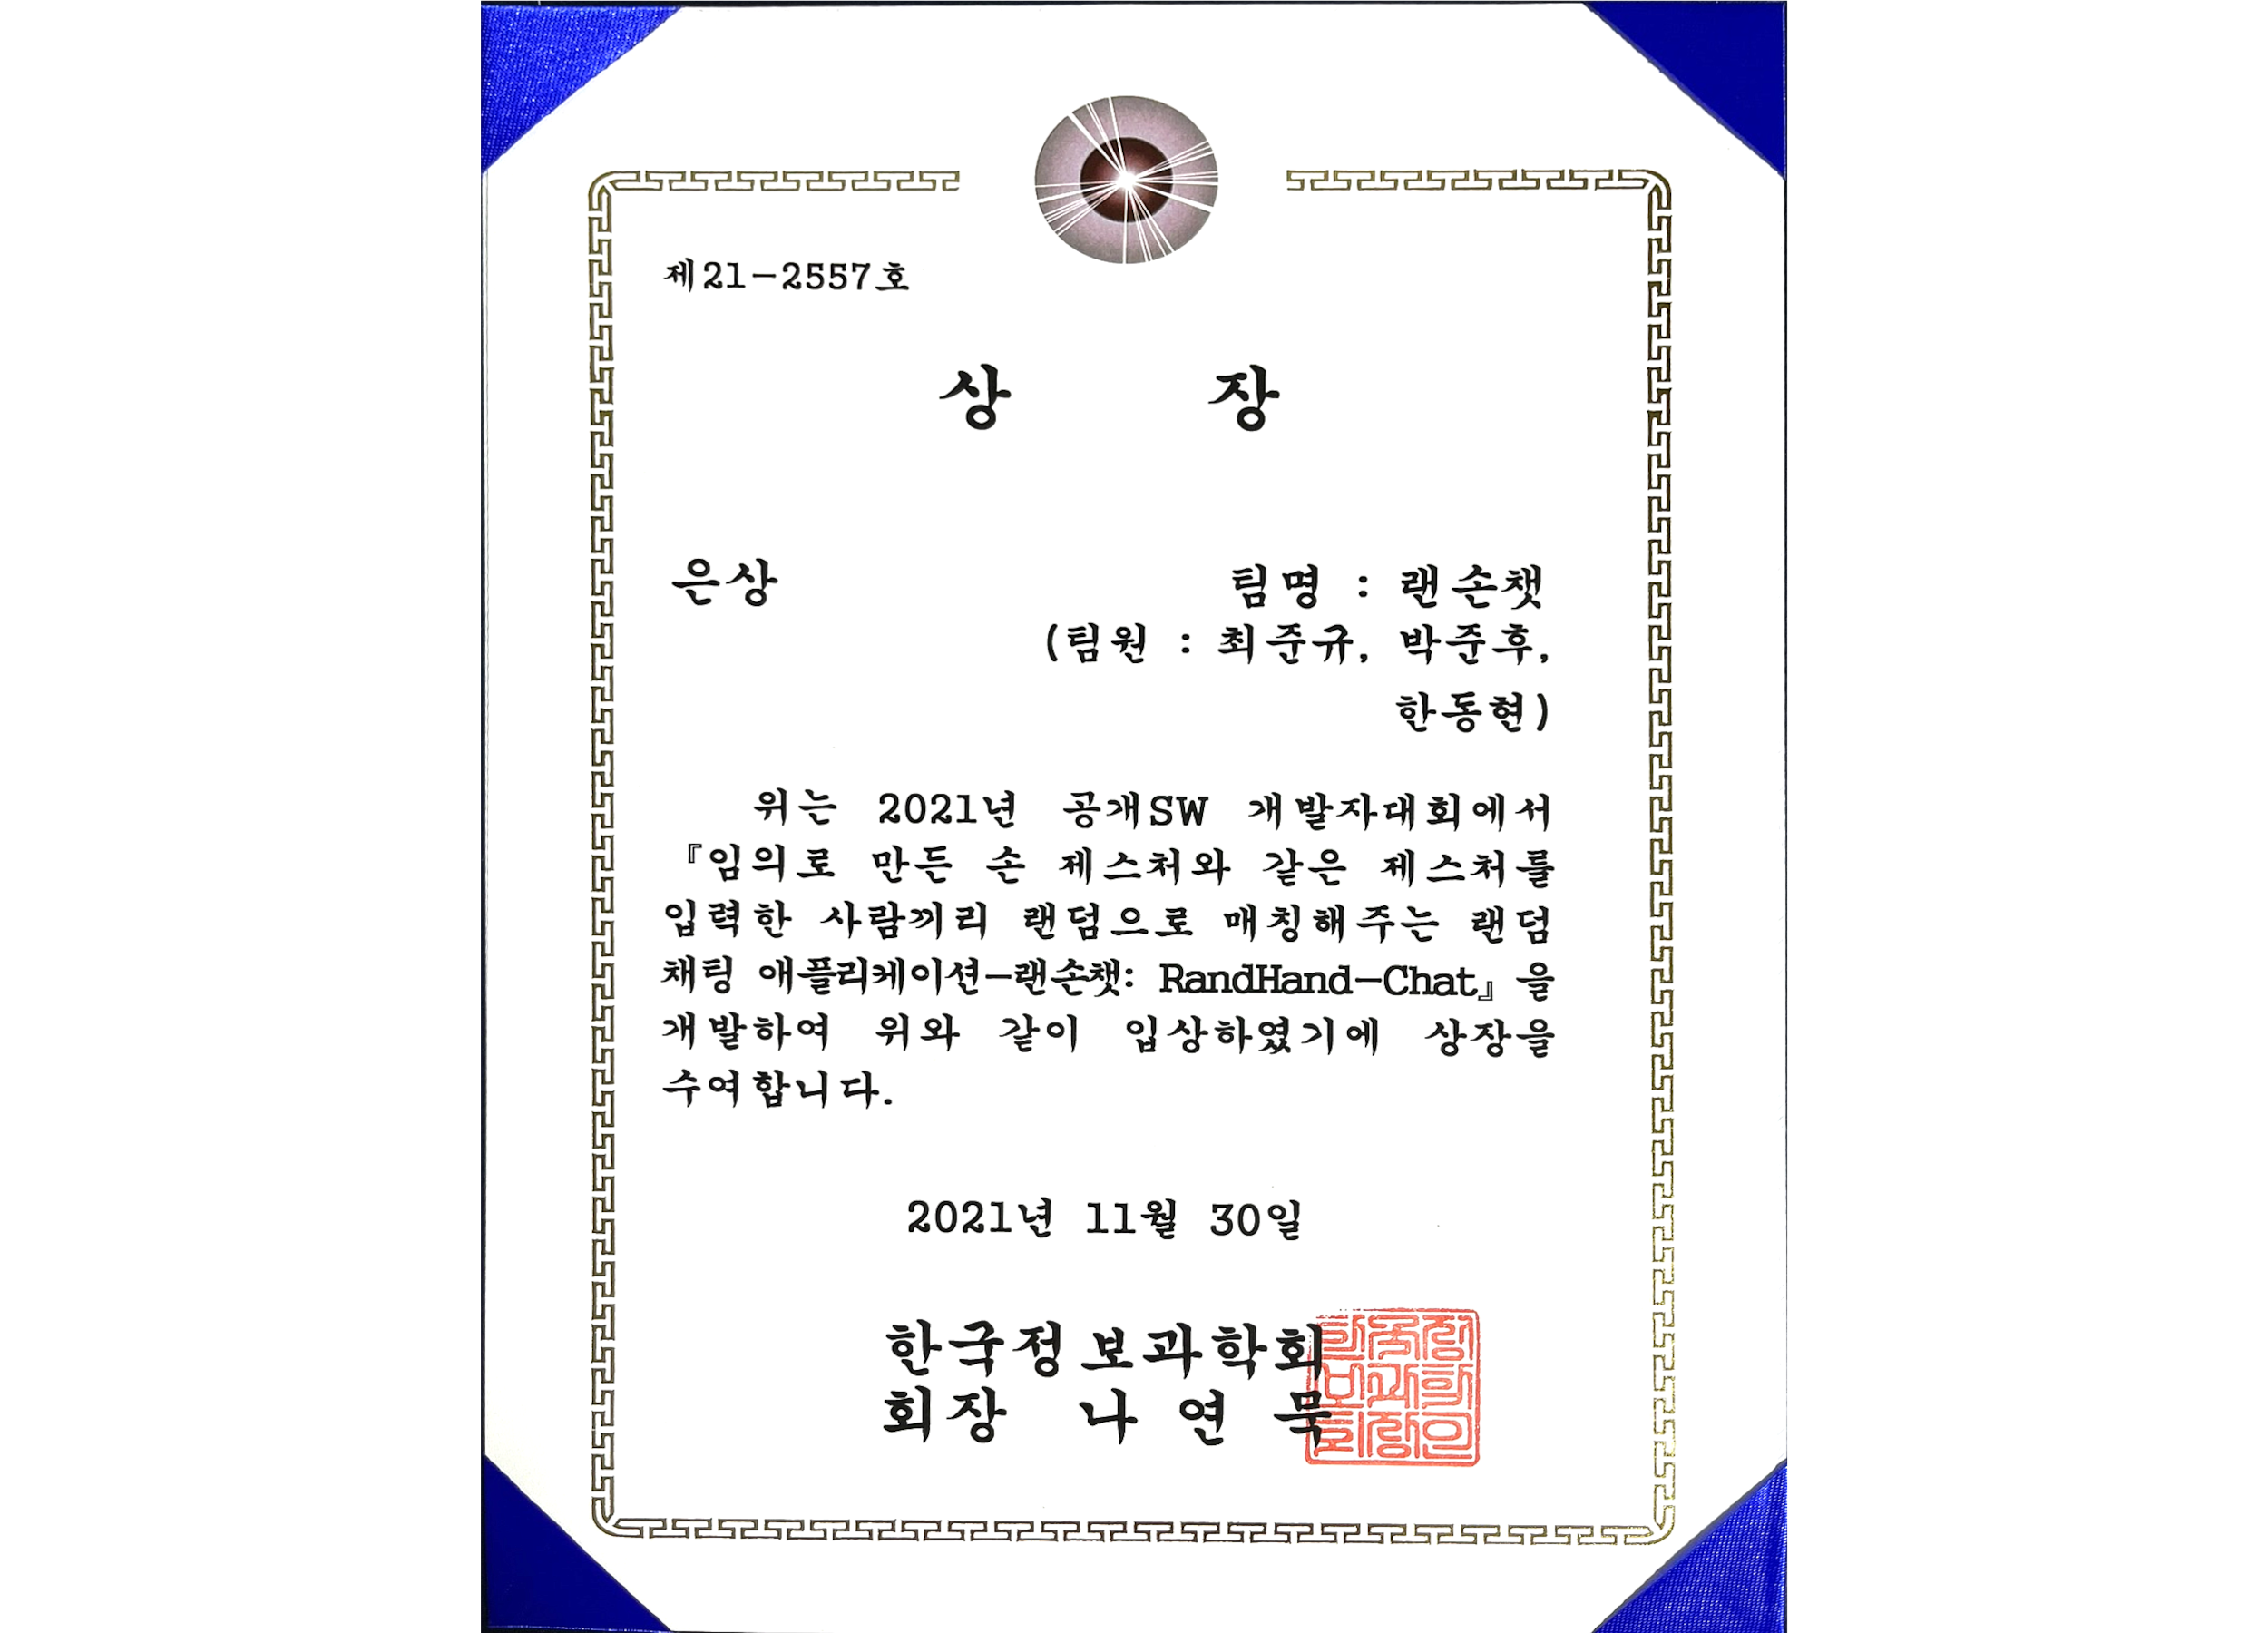 제21-2557호
상 장
은상
팀명 : 랜손챗
(팀원 : 최준규, 박준후,
한동현)
위는 2021년 공개SW 개발자대회에서
『임의로 만든 손 제스처와 같은 제스처를
입력한 사람끼리 랜덤으로 매칭해주는 랜덤
채팅 애플리케이션-랜손챗: RandHand-Chat』을
개발하여 위와 같이 입상하였기에 상장을
수여합니다.
2021년 11월 30일
한국정보과학회
회장 나 연 묵
한국정
보과학
회장인